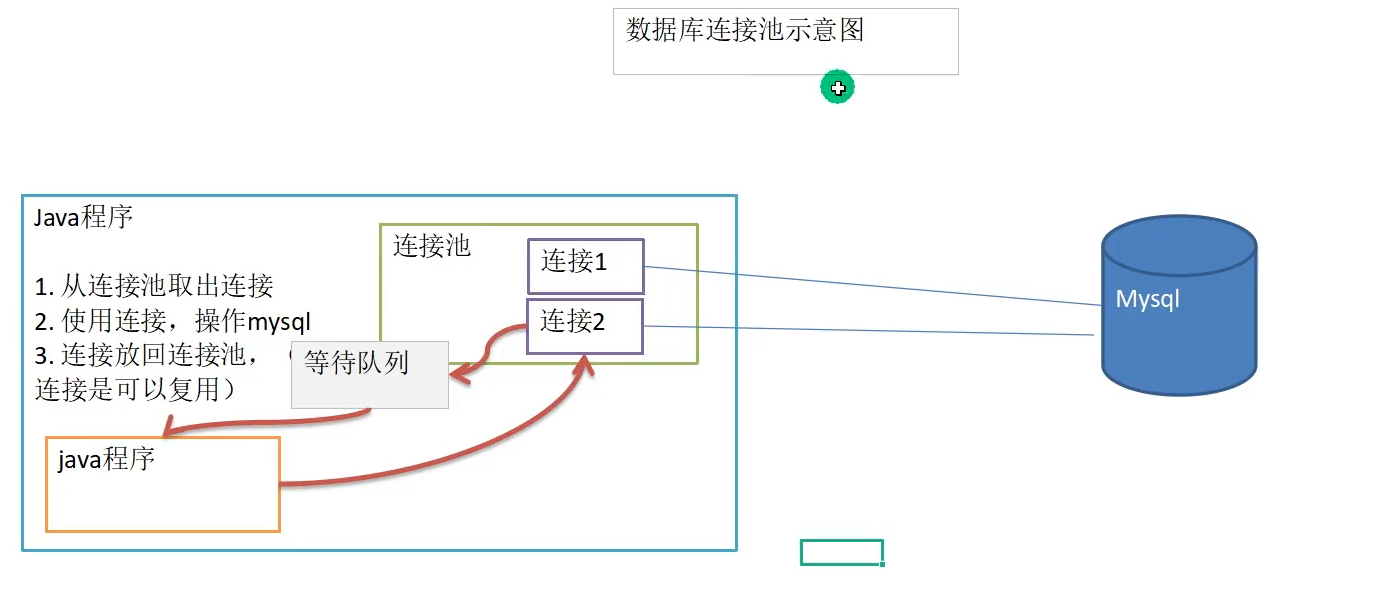 数据库连接池示意图
Java程序
1. 从连接池取出连接
2. 使用连接，操作mysql
3. 连接放回连接池，（
连接是可以复用）
连接池
连接1
连接2
等待队列
java程序
Mysql